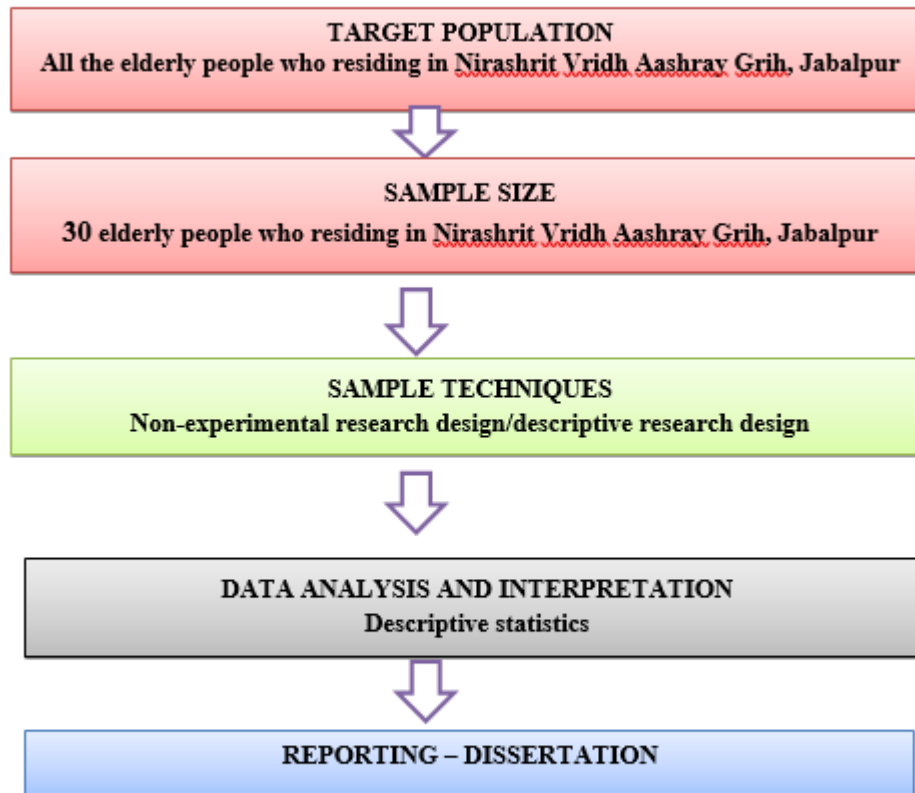 TARGET POPULATION
All the elderly people who residing in Nirashrit Vridh Aashray Grih, Jabalpur
SAMPLE SIZE
30 elderly people who residing in Nirashrit Vridh Aashray Grih, Jabalpur
SAMPLE TECHNIQUES
Non-experimental research design/descriptive research design
DATA ANALYSIS AND INTERPRETATION
Descriptive statistics
REPORTING – DISSERTATION